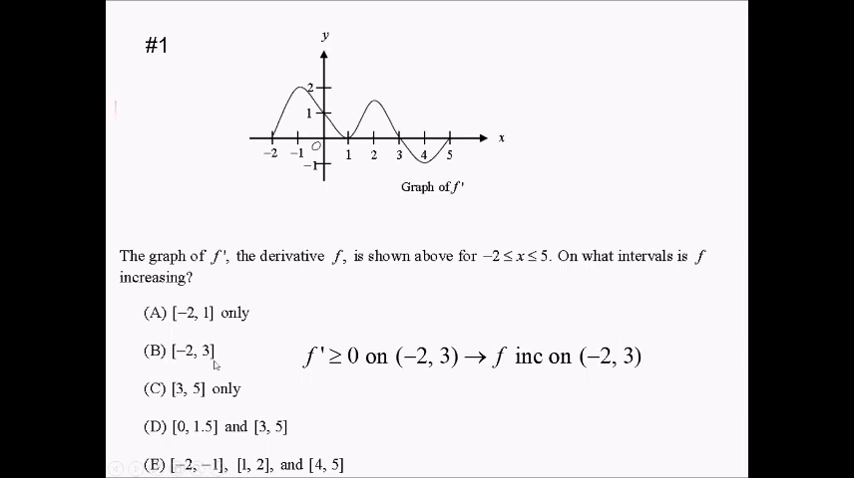 #1
y
2
1
O
-2 -1 1 2 3 4 5 x
-1
Graph of f'
The graph of f', the derivative f, is shown above for −2 ≤ x ≤ 5. On what intervals is f
increasing?
(A) [−2, 1] only
(B) [−2, 3]
f' ≥ 0 on (−2, 3) → f inc on (−2, 3)
(C) [3, 5] only
(D) [0, 1.5] and [3, 5]
(E) [−2, −1], [1, 2], and [4, 5]